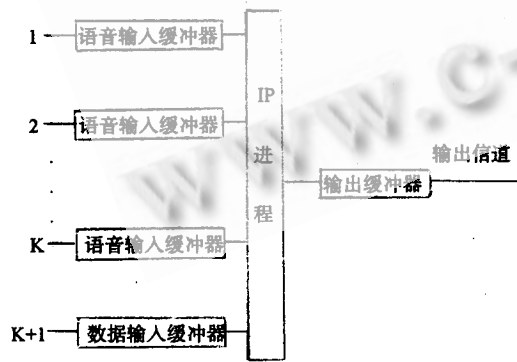 1 语音输入缓冲器
IP
2 语音输入缓冲器
WWW.C
进
输出信道
输出缓冲器
程
K 语音输入缓冲器
K+1 数据输入缓冲器